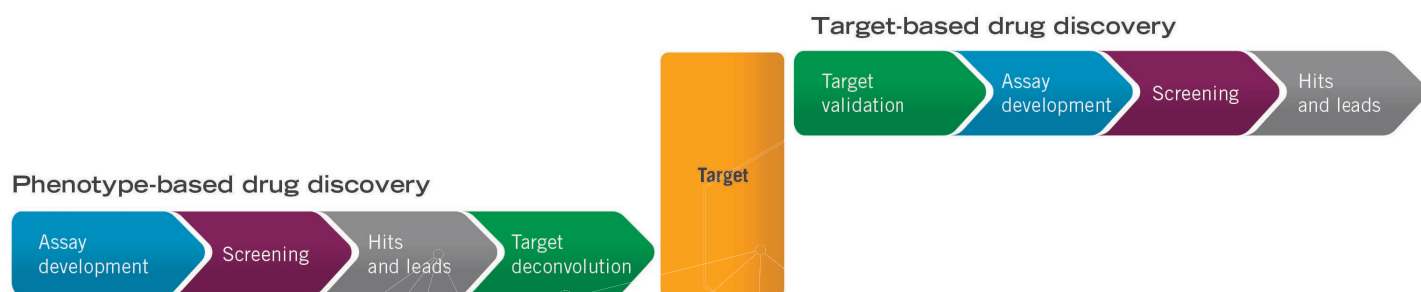 Target-based drug discovery
Target
validation
Assay
development
Screening
Hits
and leads
Target
Phenotype-based drug discovery
Assay
development
Screening
Hits
and leads
Target
deconvolution